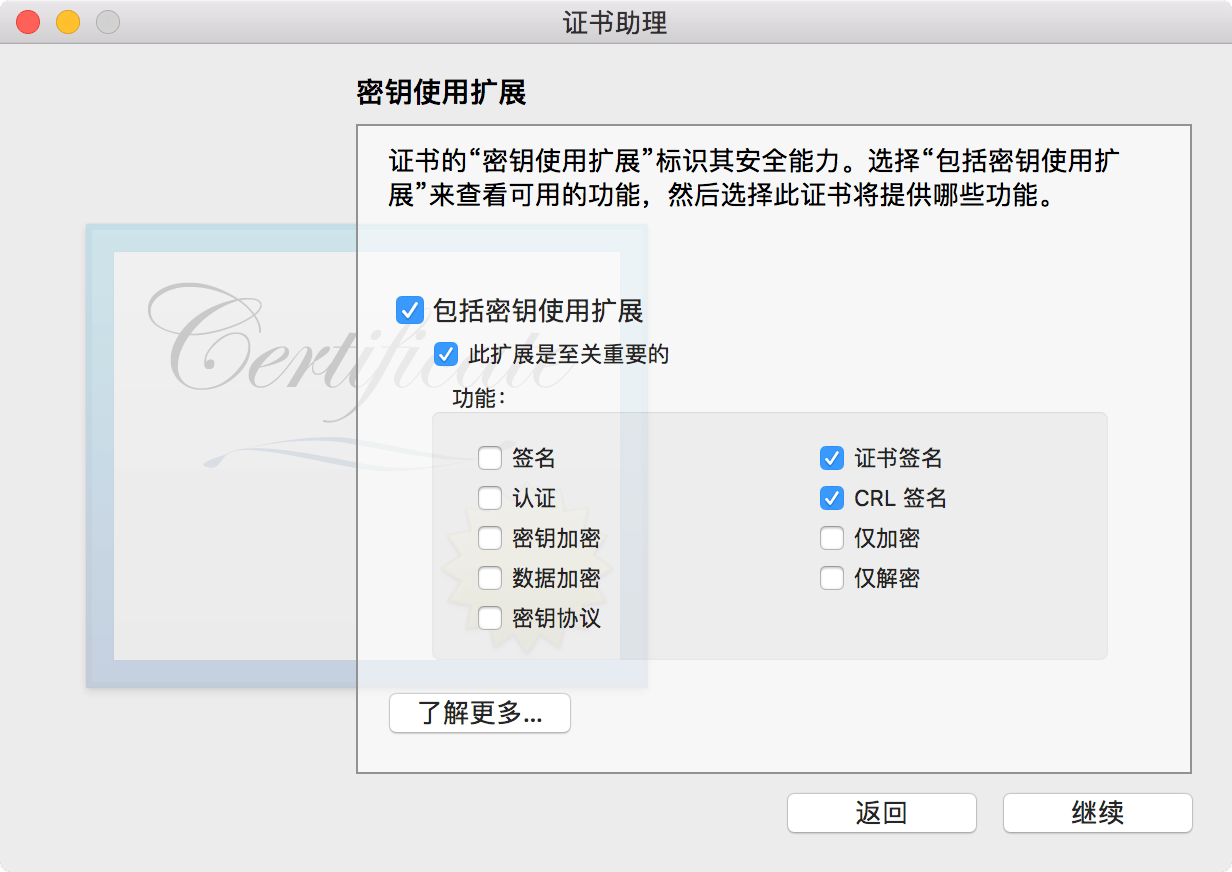 证书助理
密钥使用扩展
证书的“密钥使用扩展”标识其安全能力。选择“包括密钥使用扩
展”来查看可用的功能，然后选择此证书将提供哪些功能。
Certificate
包括密钥使用扩展
此扩展是至关重要的
功能：
签名
证书签名
认证
CRL 签名
密钥加密
仅加密
数据加密
仅解密
密钥协议
了解更多...
返回
继续